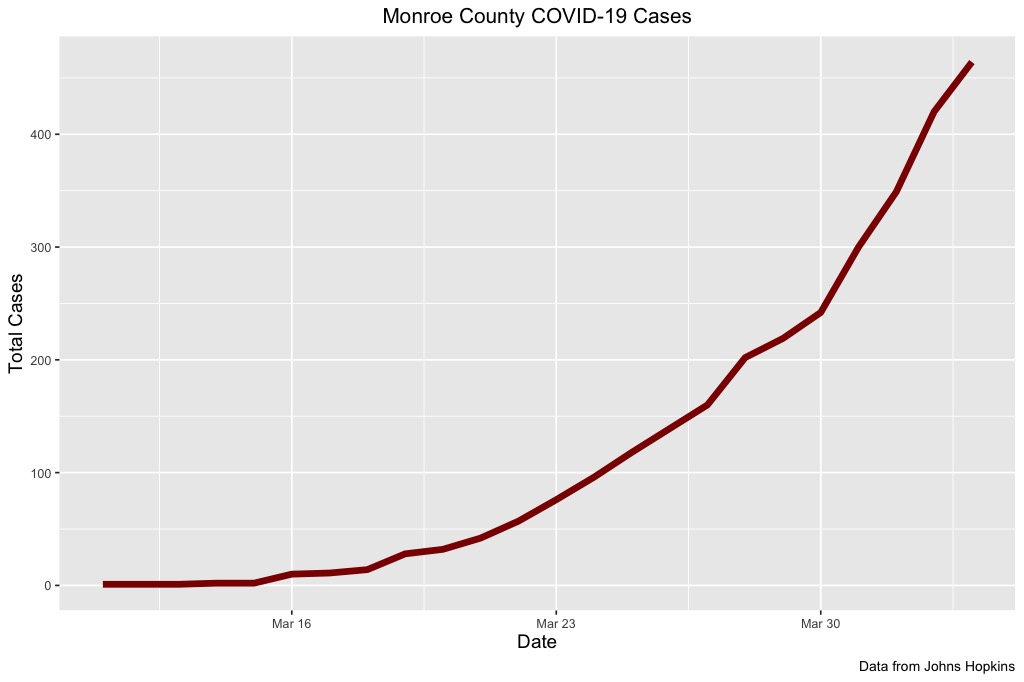 Monroe County COVID-19 Cases
Total Cases
400
300
200
100
0
Mar 16
Mar 23
Mar 30
Date
Data from Johns Hopkins